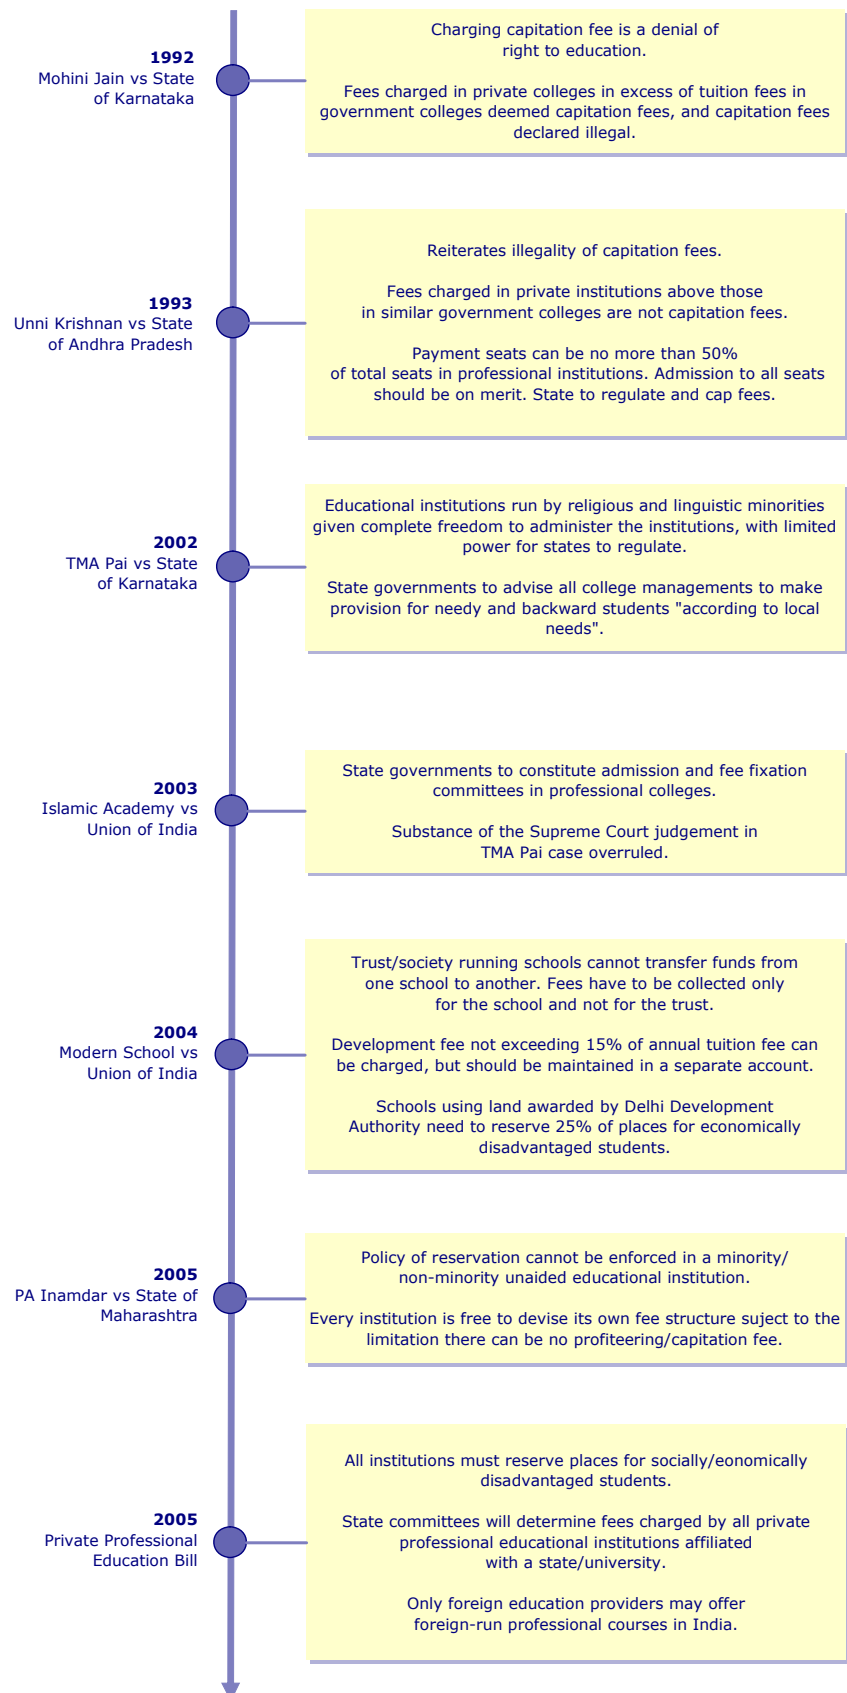 1992
Mohini Jain vs State
of Karnataka
Charging capitation fee is a denial of
right to education.
Fees charged in private colleges in excess of tuition fees in
government colleges deemed capitation fees, and capitation fees
declared illegal.
1993
Unni Krishnan vs State
of Andhra Pradesh
Reiterates illegality of capitation fees.
Fees charged in private institutions above those
in similar government colleges are not capitation fees.
Payment seats can be no more than 50%
of total seats in professional institutions. Admission to all seats
should be on merit. State to regulate and cap fees.
2002
TMA Pai vs State
of Karnataka
Educational institutions run by religious and linguistic minorities
given complete freedom to administer the institutions, with limited
power for states to regulate.
State governments to advise all college managements to make
provision for needy and backward students "according to local
needs".
2003
Islamic Academy vs
Union of India
State governments to constitute admission and fee fixation
committees in professional colleges.
Substance of the Supreme Court judgement in
TMA Pai case overruled.
2004
Modern School vs
Union of India
Trust/society running schools cannot transfer funds from
one school to another. Fees have to be collected only
for the school and not for the trust.
Development fee not exceeding 15% of annual tuition fee can
be charged, but should be maintained in a separate account.
Schools using land awarded by Delhi Development
Authority need to reserve 25% of places for economically
disadvantaged students.
2005
PA Inamdar vs State of
Maharashtra
Policy of reservation cannot be enforced in a minority/
non-minority unaided educational institution.
Every institution is free to devise its own fee structure suject to the
limitation there can be no profiteering/capitation fee.
2005
Private Professional
Education Bill
All institutions must reserve places for socially/eonomically
disadvantaged students.
State committees will determine fees charged by all private
professional educational institutions affiliated
with a state/university.
Only foreign education providers may offer
foreign-run professional courses in India.